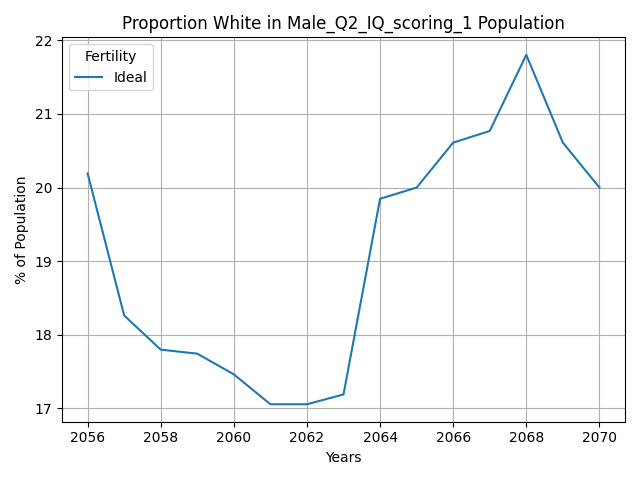 Proportion White in Male_Q2_IQ_scoring_1 Population
Fertility
Ideal
% of Population
22
21
20
19
18
17
2056 2058 2060 2062 2064 2066 2068 2070
Years